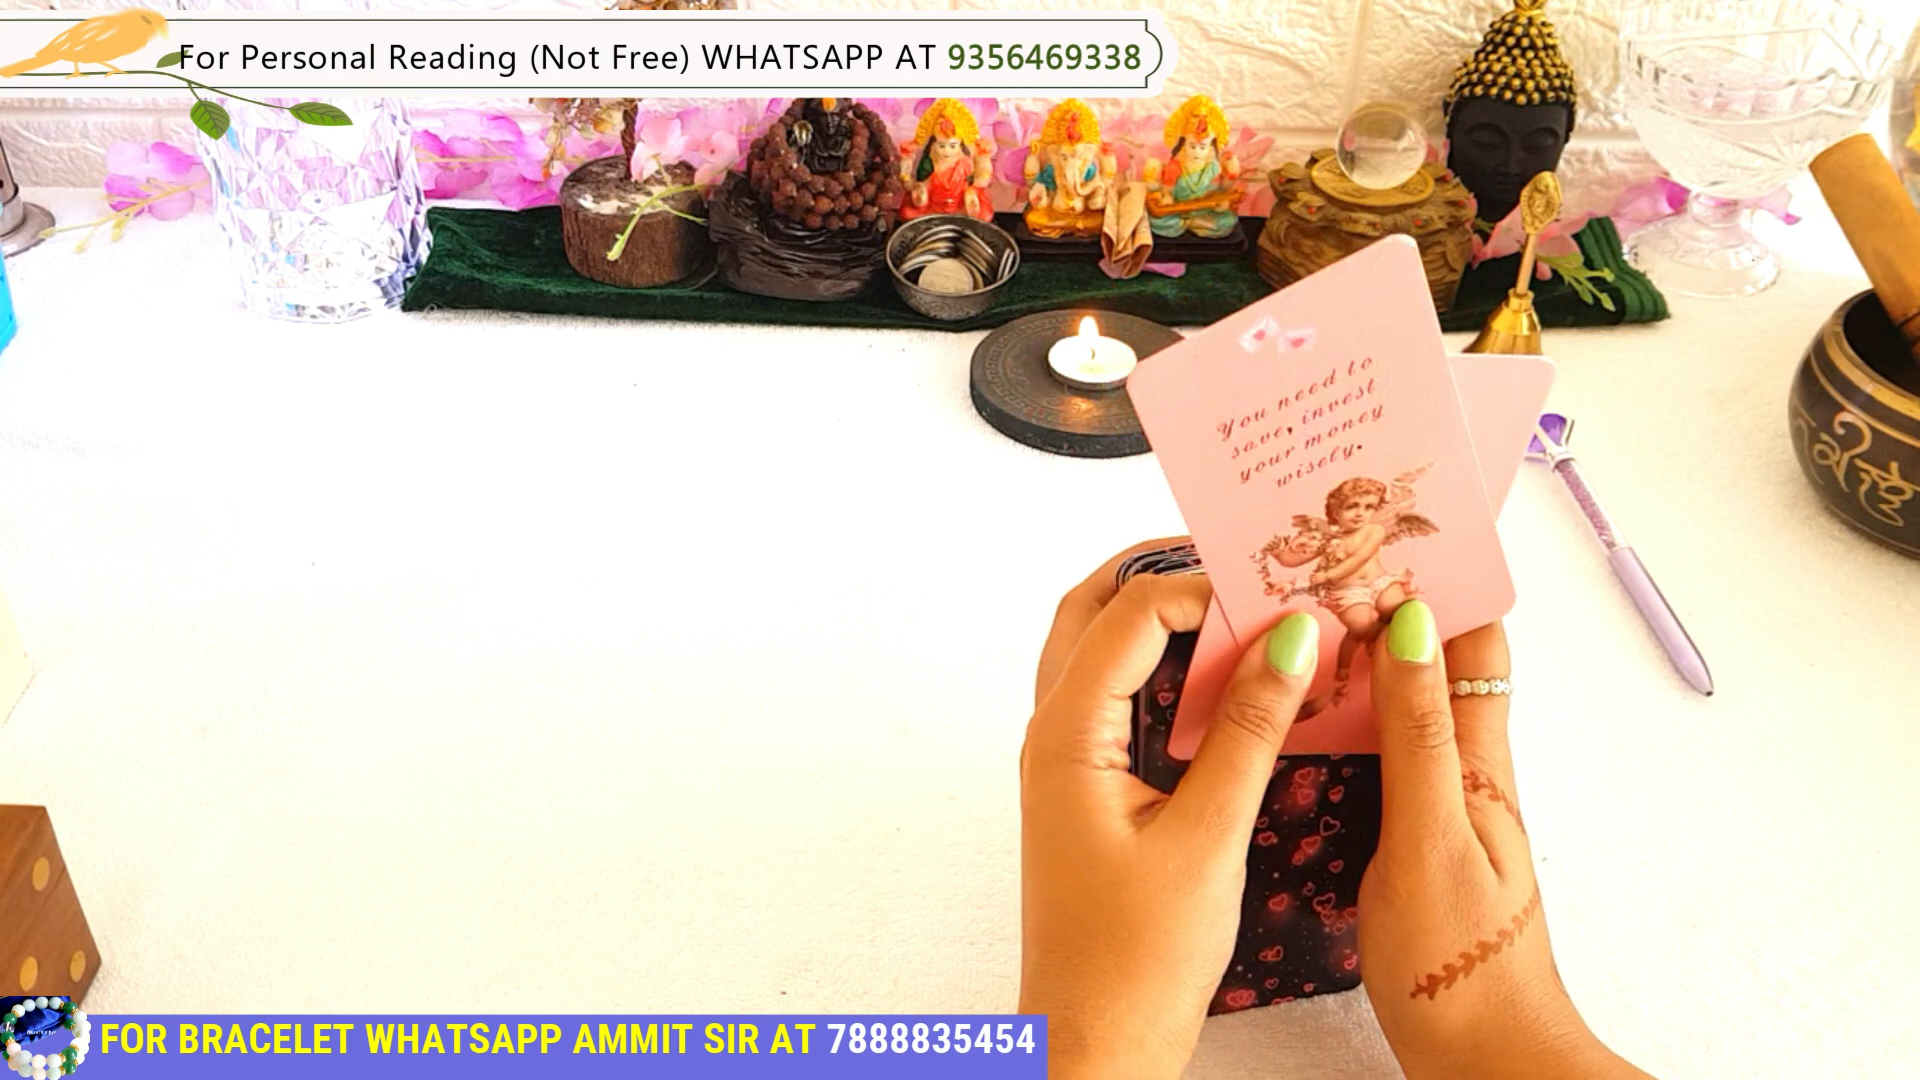 For Personal Reading (Not Free) WHATSAPP AT 9356469338
You need to
save, invest
your money
wisely.
FOR BRACELET WHATSAPP AMMIT SIR AT 7888835454